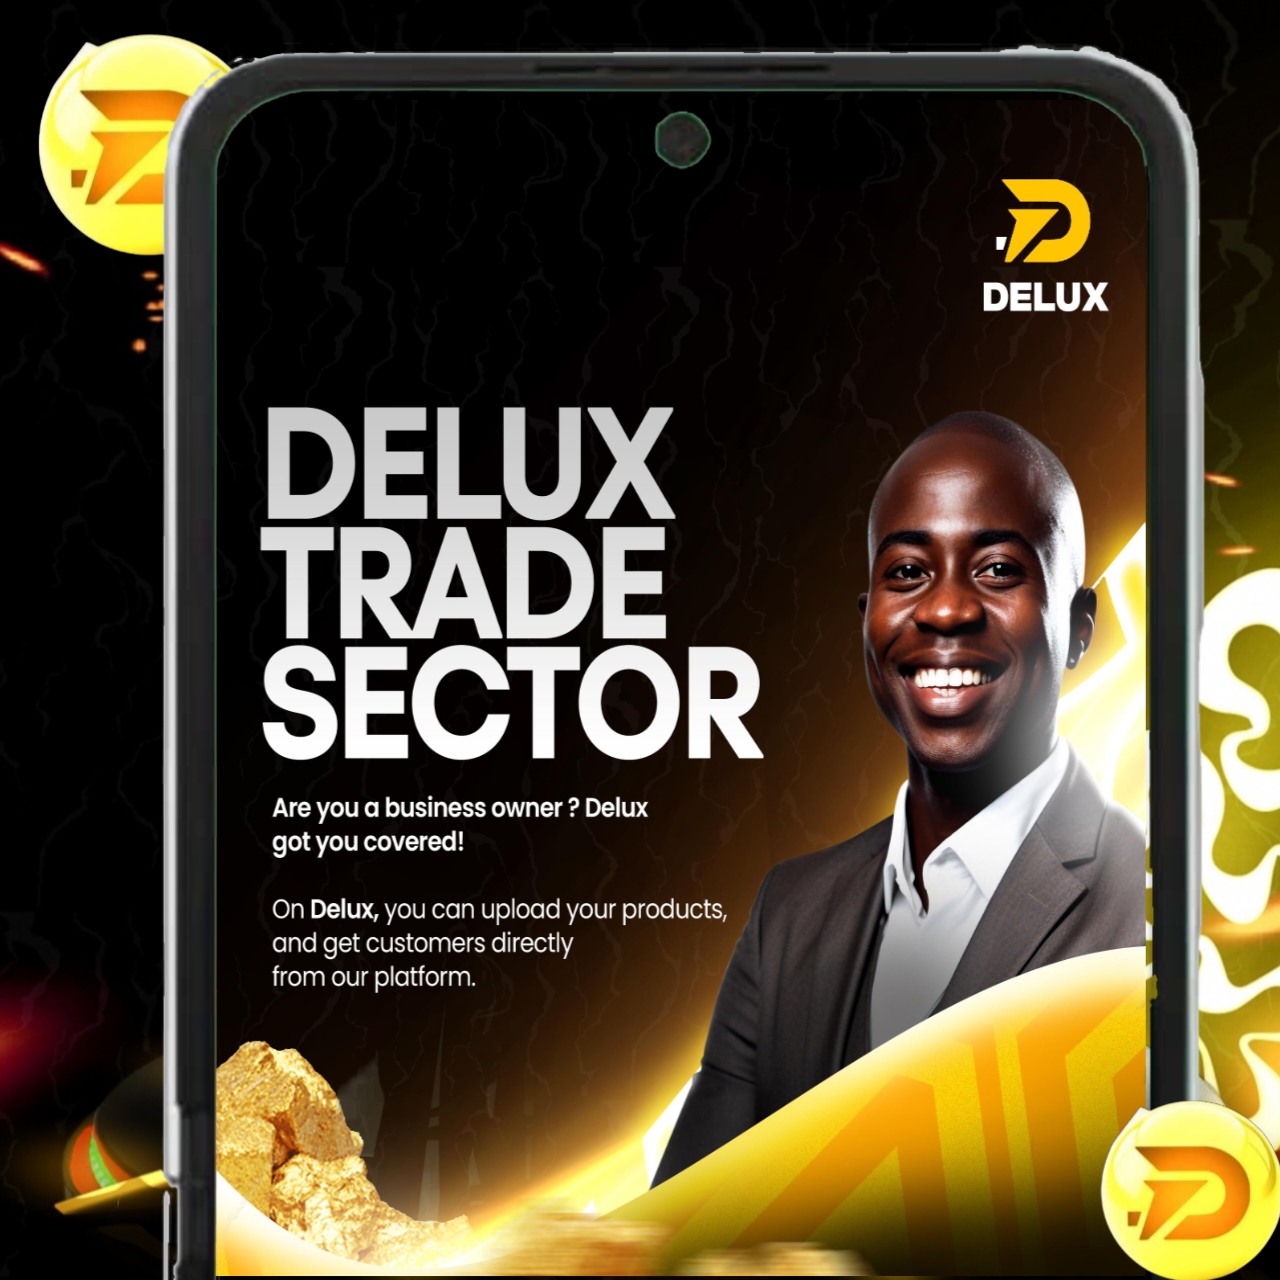 DELUX
DELUX
TRADE
SECTOR
Are you a business owner ? Delux
got you covered!
On Delux, you can upload your products,
and get customers directly
from our platform.